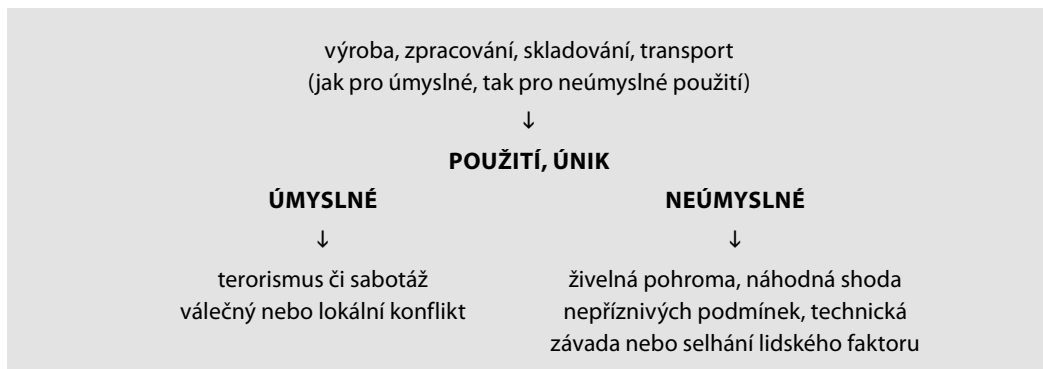 výroba, zpracování, skladování, transport
(jak pro úmyslné, tak pro neúmyslné použití)
↓
POUŽITÍ, ÚNIK
ÚMYSLNÉ
↓
terorismus či sabotáž
válečný nebo lokální konflikt
NEÚMYSLNÉ
↓
živelná pohroma, náhodná shoda
nepříznivých podmínek, technická
závada nebo selhání lidského faktoru